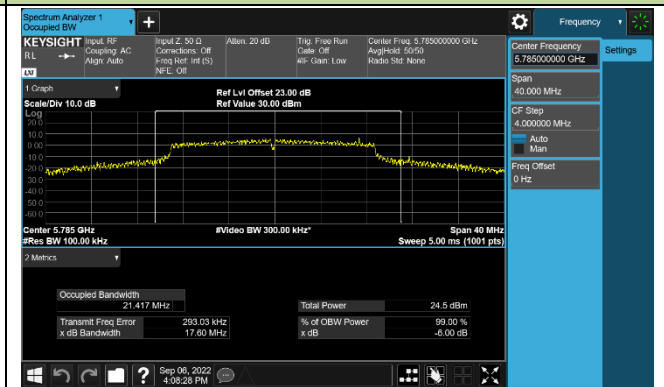 Spectrum Analyzer 1
Occupied BW
+
Frequency
KEYSIGHT Input: RF
RL
Coupling: AC
Align: Auto
LXI
Input Z: 50 Ω
Corrections: Off
Freq Ref: Int (S)
NFE: Off
Atten: 20 dB
Trig: Free Run
Gate: Off
#IF Gain: Low
Center Freq: 5.785000000 GHz
Avg|Hold: 50/50
Radio Std: None
Center Frequency
5.785000000 GHz
Settings
Span
40.000 MHz
CF Step
4.000000 MHz
Auto
Man
Freq Offset
0 Hz
1 Graph
Scale/Div 10.0 dB
Ref Lvl Offset 23.00 dB
Ref Value 30.00 dBm
Log
20.0
10.0
0.00
-10.0
-20.0
-30.0
-40.0
-50.0
-60.0
Center 5.785 GHz
#Res BW 100.00 kHz
#Video BW 300.00 kHz*
Span 40 MHz
Sweep 5.00 ms (1001 pts)
2 Metrics
Occupied Bandwidth
21.417 MHz
Total Power 24.5 dBm
Transmit Freq Error 293.03 kHz
% of OBW Power 99.00 %
x dB Bandwidth 17.60 MHz
x dB -6.00 dB
?
Sep 06, 2022
4:08:28 PM